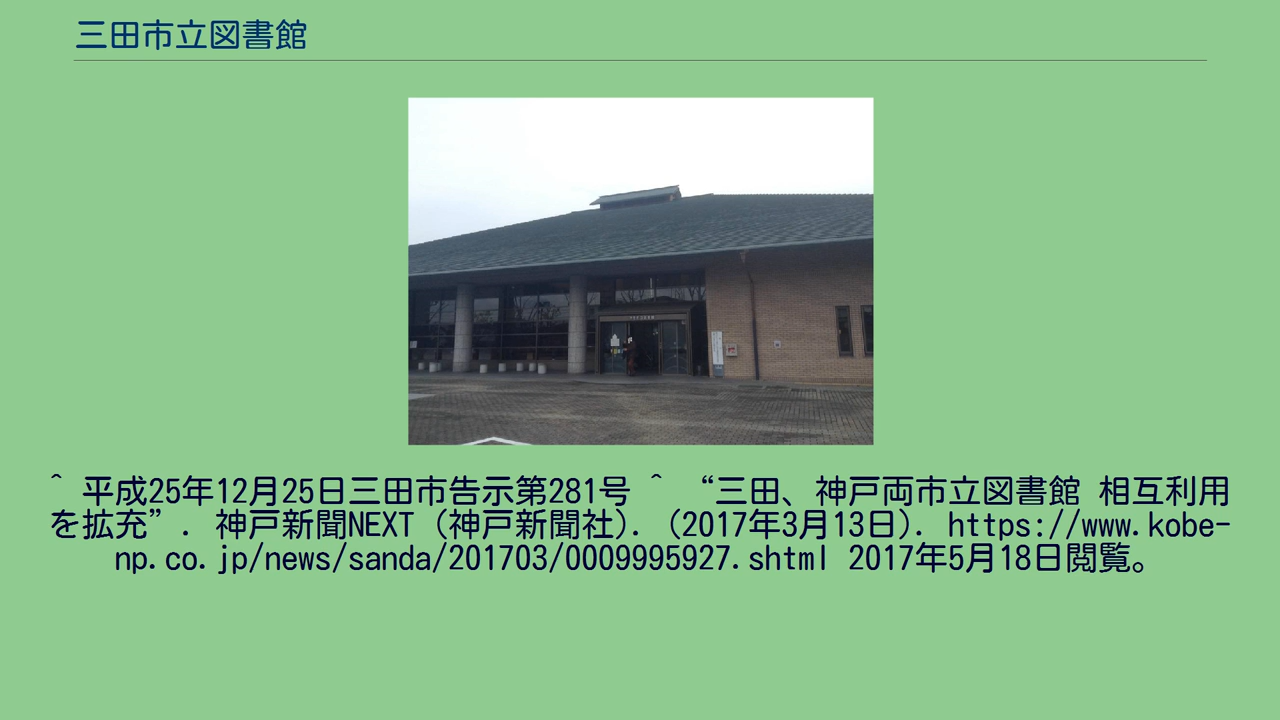 三田市立図書館
^ 平成25年12月25日三田市告示第281号 ^ “三田、神戸両市立図書館 相互利用
を拡充”. 神戸新聞NEXT (神戸新聞社). (2017年3月13日). https://www.kobe-
np.co.jp/news/sanda/201703/0009995927.shtml 2017年5月18日閲覧。